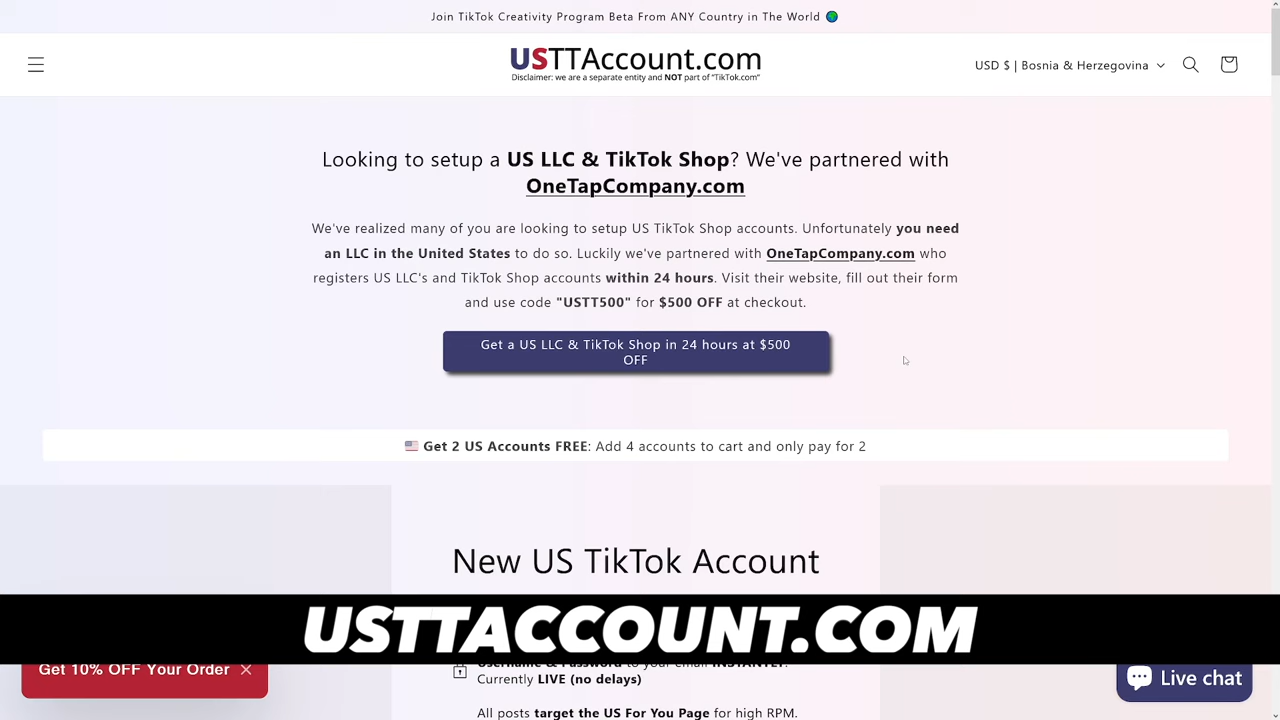 Join TikTok Creativity Program Beta From ANY Country in The World
USTTAccount.com
Disclaimer: we are a separate entity and NOT part of "TikTok.com"
USD $ | Bosnia & Herzegovina
Looking to setup a US LLC & TikTok Shop? We've partnered with
OneTapCompany.com
We've realized many of you are looking to setup US TikTok Shop accounts. Unfortunately you need
an LLC in the United States to do so. Luckily we've partnered with OneTapCompany.com who
registers US LLC's and TikTok Shop accounts within 24 hours. Visit their website, fill out their form
and use code "USTT500" for $500 OFF at checkout.
Get a US LLC & TikTok Shop in 24 hours at $500
OFF
Get 2 US Accounts FREE: Add 4 accounts to cart and only pay for 2
New US TikTok Account
USTTACCOUNT.COM
Username & Password to your email INSTANTLY.
Currently LIVE (no delays)
All posts target the US For You Page for high RPM.
Get 10% OFF Your Order
Live chat